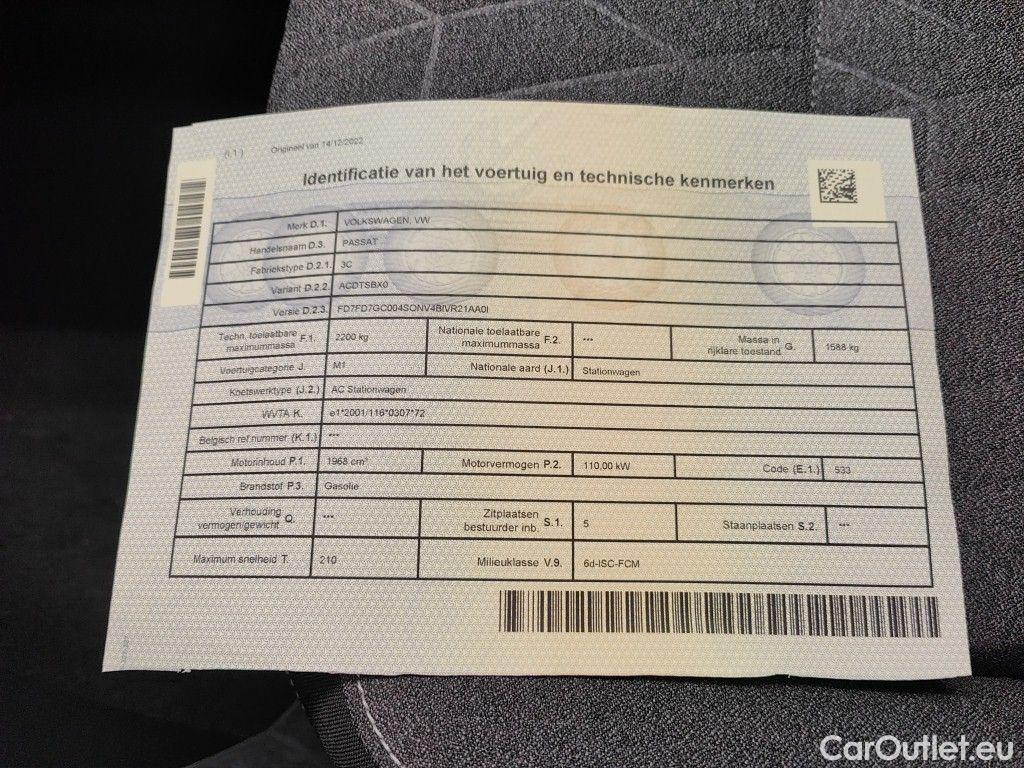 (I.1) Origineel van 14/12/2022
Identificatie van het voertuig en technische kenmerken
Merk D.1. VOLKSWAGEN, VW
Handelsnaam D.3. PASSAT
Fabriekstype D.2.1. 3C
Variant D.2.2. ACDTSBX0
Versie D.2.3. FD7FD7GC004SONV4BIVR21AA0I
Techn. toelaatbare maximummassa F.1. 2200 kg Nationale toelaatbare maximummassa F.2. *** Massa in rijklare toestand G. 1588 kg
Voertuigcategorie J. M1 Nationale aard (J.1.) Stationwagen
Koetswerktype (J.2.) AC Stationwagen
WVTA K. e1*2001/116*0307*72
Belgisch ref.nummer (K.1.) ***
Motorinhoud P.1. 1968 cm³ Motorvermogen P.2. 110,00 kW Code (E.1.) 533
Brandstof P.3. Gasolie
Verhouding vermogen/gewicht Q. *** Zitplaatsen bestuurder inb. S.1. 5 Staanplaatsen S.2. ***
Maximum snelheid T. 210 Milieuklasse V.9. 6d-ISC-FCM
CarOutlet.eu